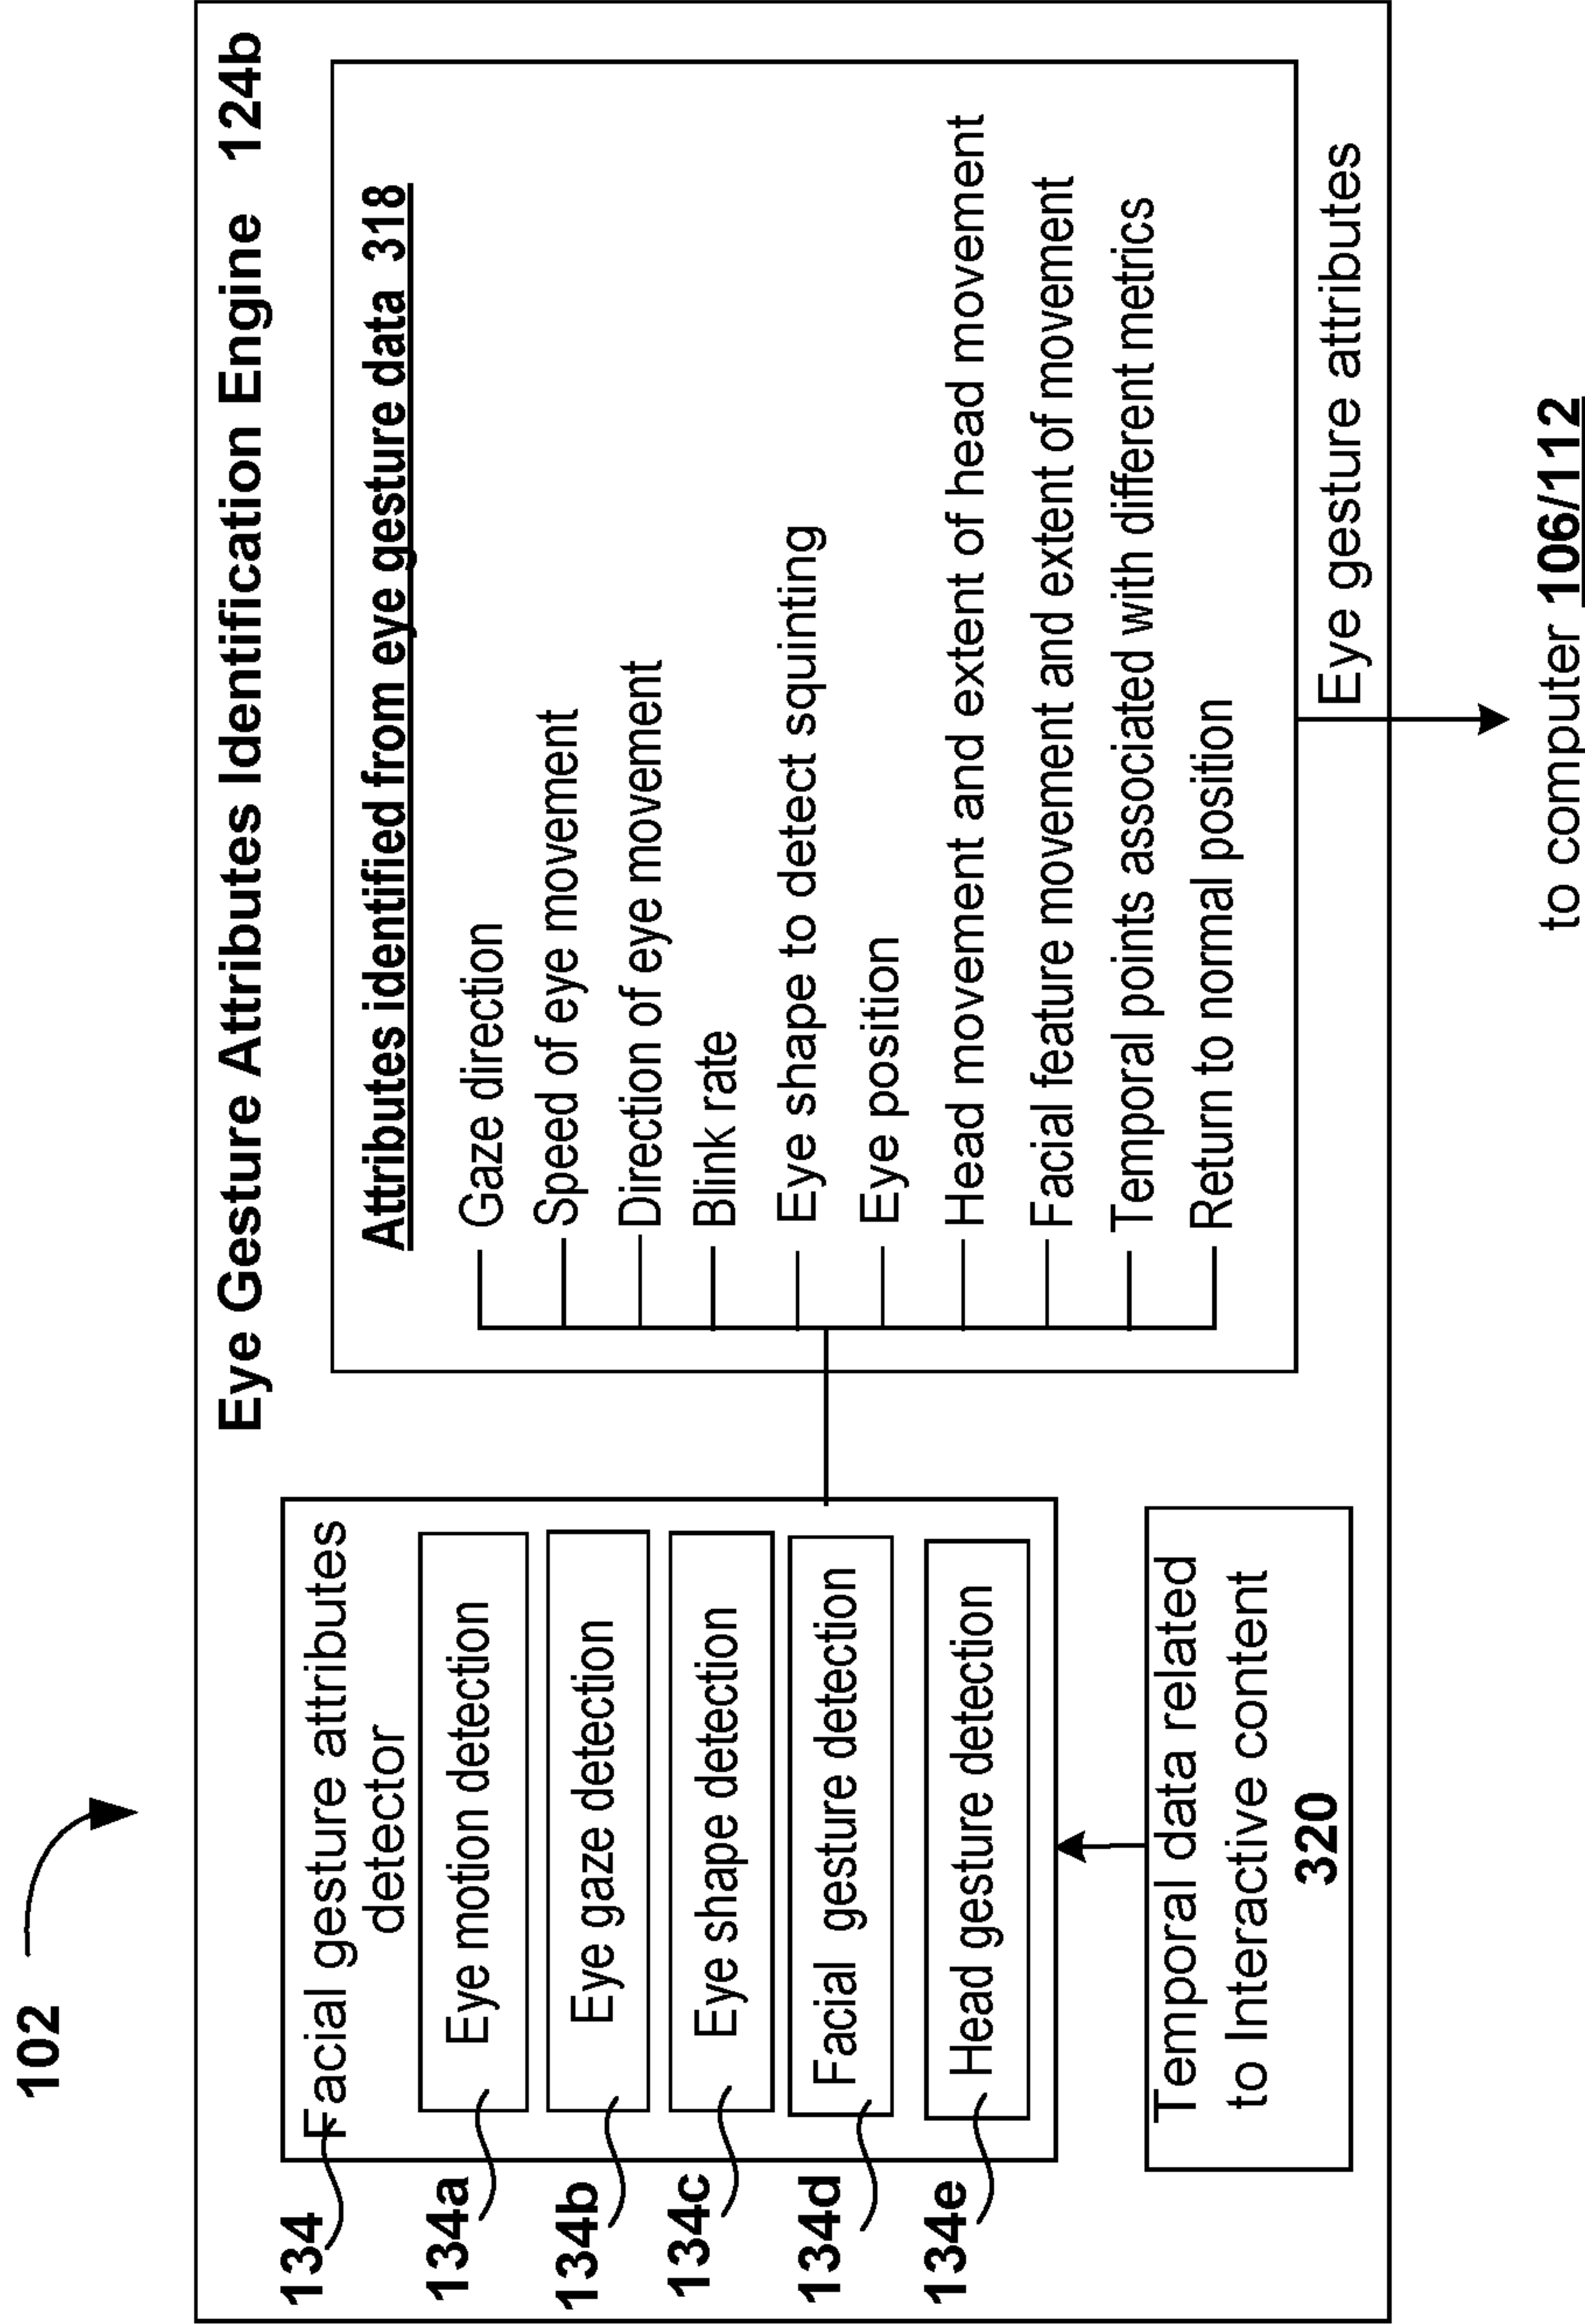 102
Eye Gesture Attributes Identification Engine 124b
134
Facial gesture attributes
detector
134a
Eye motion detection
134b
Eye gaze detection
134c
Eye shape detection
134d
Facial gesture detection
134e
Head gesture detection
Temporal data related
to Interactive content
320
Attributes identified from eye gesture data 318
Gaze direction
Speed of eye movement
Direction of eye movement
Blink rate
Eye shape to detect squinting
Eye position
Head movement and extent of head movement
Facial feature movement and extent of movement
Temporal points associated with different metrics
Return to normal position
Eye gesture attributes
to computer 106/112